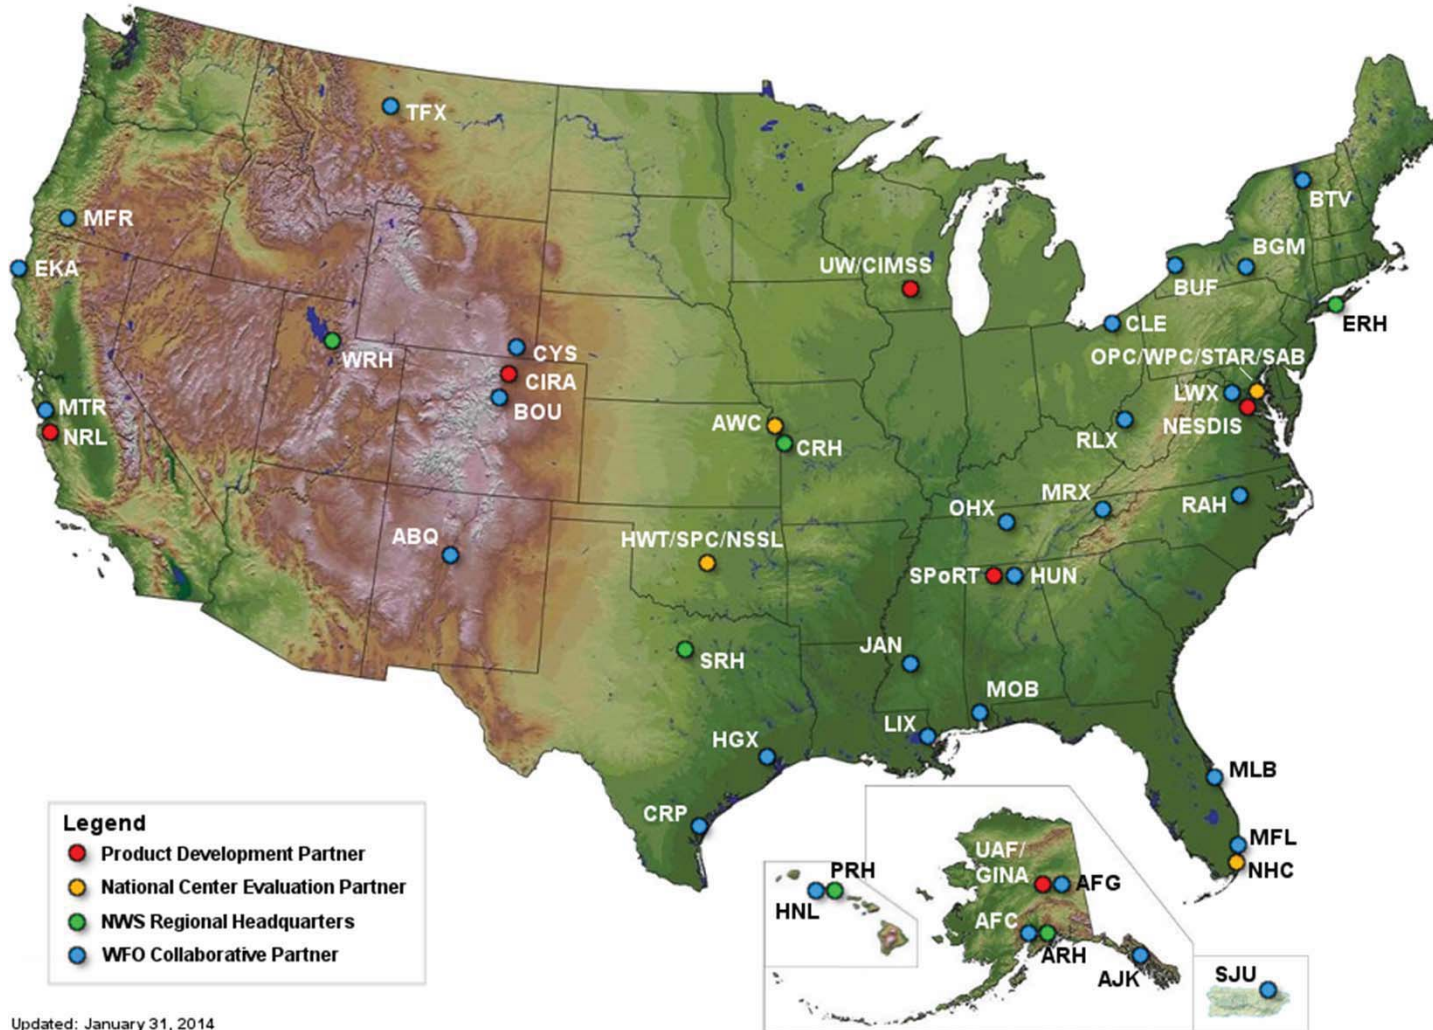 TFX
BTV
MFR
BGM
UW/CIMSS
EKA
BUF
ERH
CLE
WRH
CYS
OPC/WPC/STAR/SAB
CIRA
LWX
MTR
BOU
AWC
NESDIS
NRL
RLX
CRH
MRX
RAH
OHX
ABQ
HWT/SPC/NSSL
SPoRT
HUN
JAN
SRH
MOB
LIX
HGX
MLB
CRP
MFL
NHC
UAF/
GINA
AFG
PRH
HNL
AFC
ARH
AJK
SJU
Legend
Product Development Partner
National Center Evaluation Partner
NWS Regional Headquarters
WFO Collaborative Partner
Updated: January 31, 2014